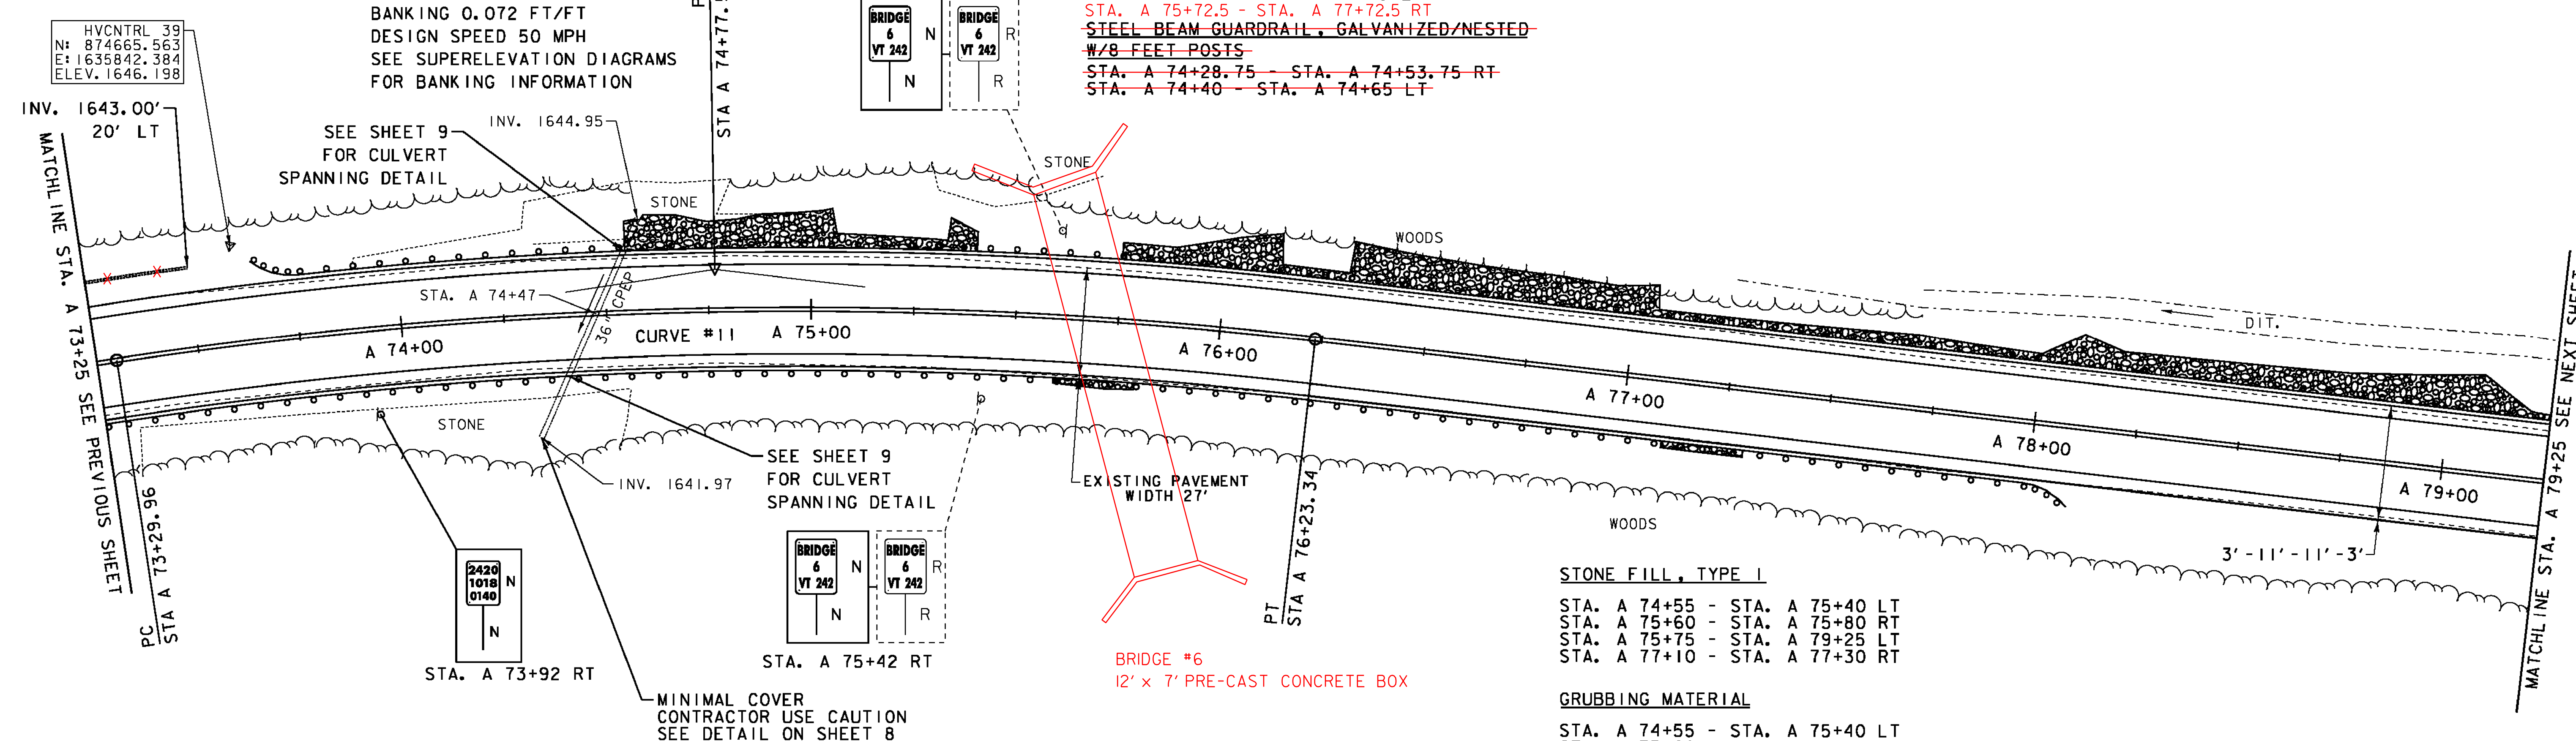 HVCNTRL 39
N: 874665.563
E: 1635842.384
ELEV. 1646.198
INV. 1643.00'
20' LT
BANKING 0.072 FT/FT
DESIGN SPEED 50 MPH
SEE SUPERELEVATION DIAGRAMS
FOR BANKING INFORMATION
SEE SHEET 9
FOR CULVERT
SPANNING DETAIL
INV. 1644.95
STA A 74+77.
BRIDGE
6
VT 242
N
N
BRIDGE
6
VT 242
R
R
STA. A 75+72.5 - STA. A 77+72.5 RT
STEEL BEAM GUARDRAIL, GALVANIZED/NESTED
W/8 FEET POSTS
STA. A 74+28.75 - STA. A 74+53.75 RT
STA. A 74+40 - STA. A 74+65 LT
MATCHLINE STA. A 73+25 SEE PREVIOUS SHEET
STONE
STONE
WOODS
DIT.
STA. A 74+47
36" CPEP
CURVE #11
A 74+00
A 75+00
A 76+00
A 77+00
A 78+00
A 79+00
STONE
INV. 1641.97
SEE SHEET 9
FOR CULVERT
SPANNING DETAIL
EXISTING PAVEMENT
WIDTH 27'
WOODS
3'-11'-11'-3'
PC
STA A 73+29.96
PT
STA A 76+23.34
2420
1018
0140
N
N
STA. A 73+92 RT
BRIDGE
6
VT 242
N
N
BRIDGE
6
VT 242
R
R
STA. A 75+42 RT
MINIMAL COVER
CONTRACTOR USE CAUTION
SEE DETAIL ON SHEET 8
BRIDGE #6
12' x 7' PRE-CAST CONCRETE BOX
STONE FILL, TYPE I
STA. A 74+55 - STA. A 75+40 LT
STA. A 75+60 - STA. A 75+80 RT
STA. A 75+75 - STA. A 79+25 LT
STA. A 77+10 - STA. A 77+30 RT
GRUBBING MATERIAL
STA. A 74+55 - STA. A 75+40 LT
MATCHLINE STA. A 79+25 SEE NEXT SHEET